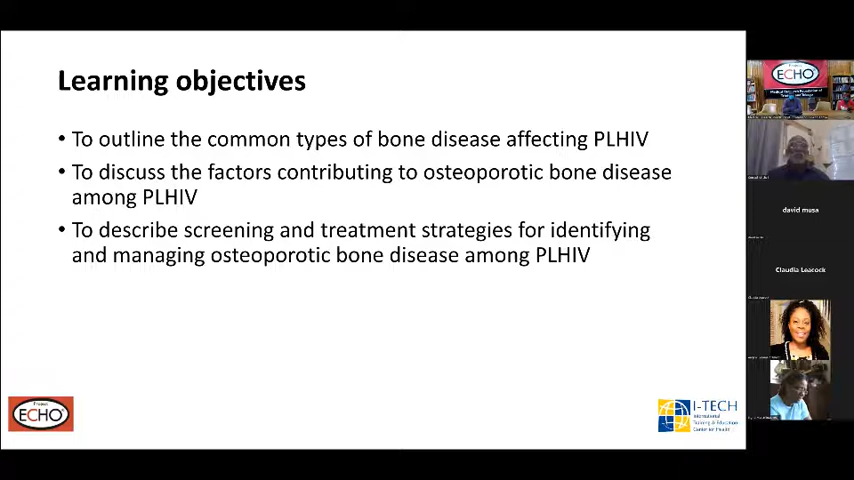 Learning objectives
• To outline the common types of bone disease affecting PLHIV
• To discuss the factors contributing to osteoporotic bone disease
among PLHIV
• To describe screening and treatment strategies for identifying
and managing osteoporotic bone disease among PLHIV
ECHO
I-TECH
International
Training & Education
Center for Health
ECHO
david musa
Claudia Leacock